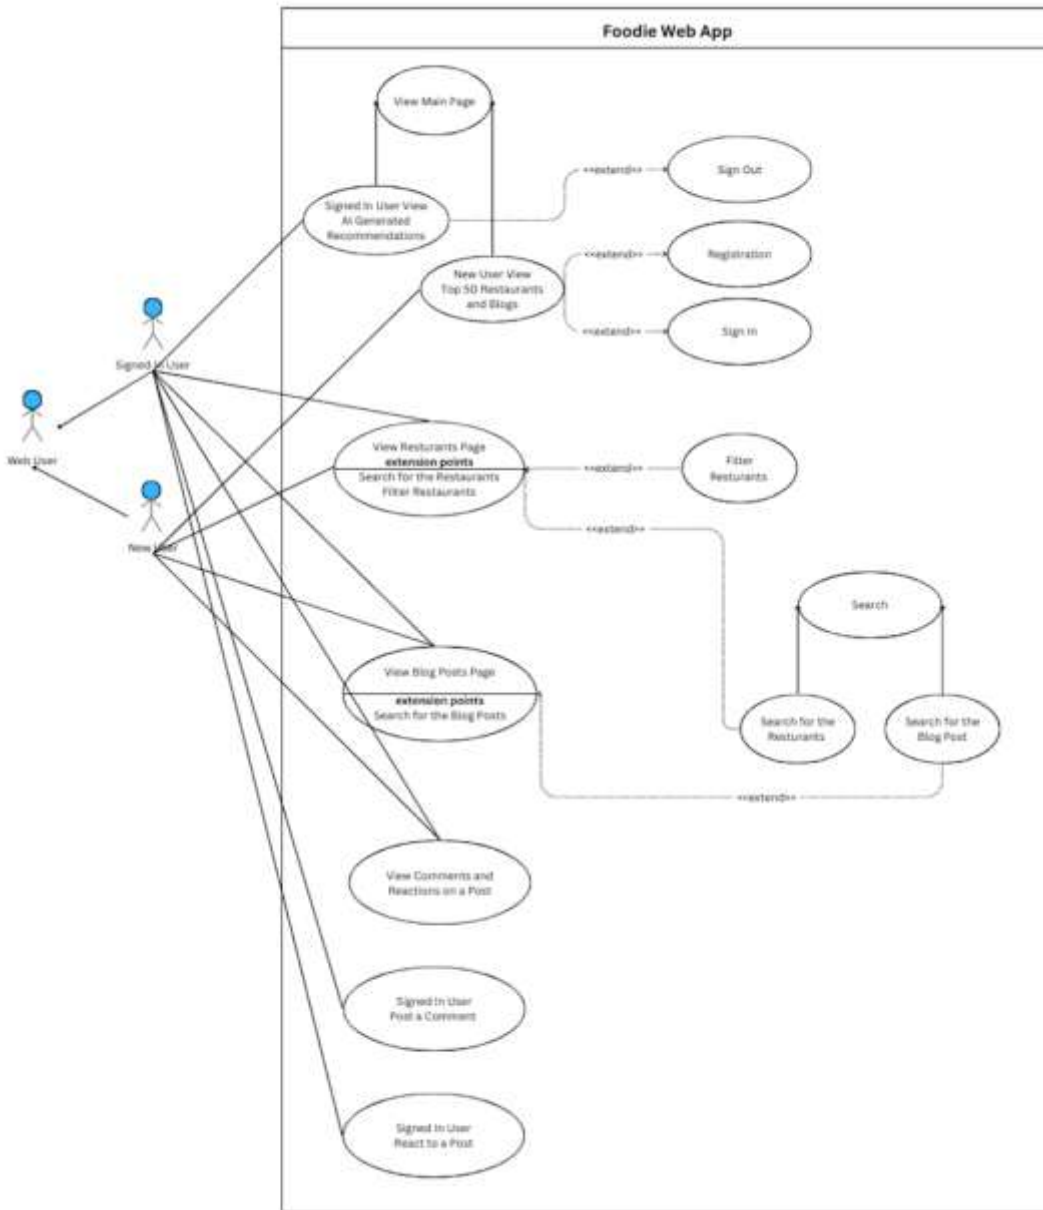 Foodie Web App
View Main Page
<<extend>>
Sign Out
Signed In User View
AI Generated
Recommendations
<<extend>>
Registration
New User View
Top 50 Restaurants
and Blogs
<<extend>>
Sign In
Signed In User
Web User
New User
View Resturants Page
extension points
Search for the Restaurants
Filter Restaurants
<<extend>>
Filter
Resturants
<<extend>>
Search
View Blog Posts Page
extension points
Search for the Blog Posts
Search for the
Resturants
Search for the
Blog Post
<<extend>>
View Comments and
Reactions on a Post
Signed In User
Post a Comment
Signed In User
React to a Post